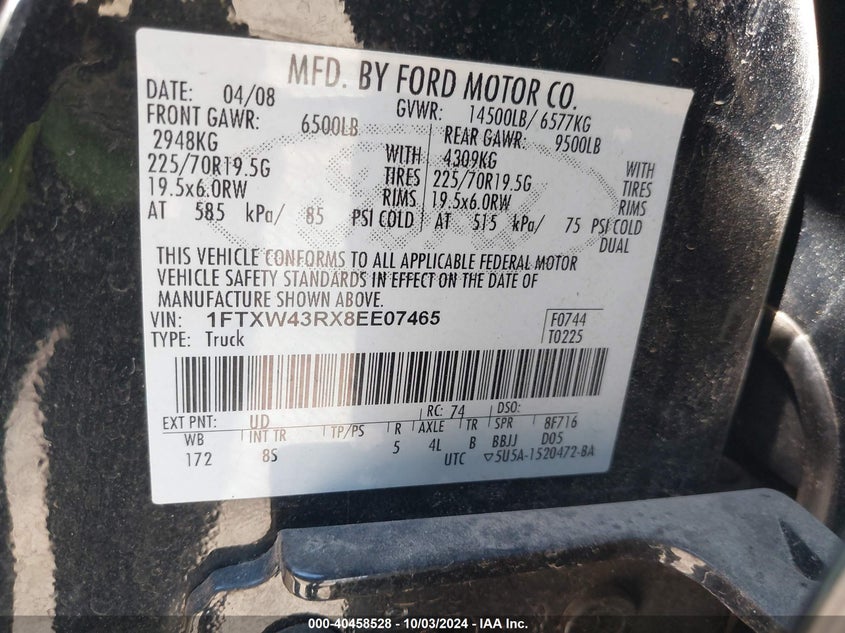 MFD. BY FORD MOTOR CO.
DATE: 04/08 GVWR: 14500LB/ 6577KG
FRONT GAWR: 6500LB REAR GAWR: 9500LB
2948KG WITH 4309KG WITH
225/70R19.5G TIRES 225/70R19.5G TIRES
19.5x6.0RW RIMS 19.5x6.0RW RIMS
AT 585 kPa/ 85 PSI COLD AT 515 kPa/ 75 PSI COLD
DUAL
THIS VEHICLE CONFORMS TO ALL APPLICABLE FEDERAL MOTOR
VEHICLE SAFETY STANDARDS IN EFFECT ON THE DATE OF
MANUFACTURE SHOWN ABOVE.
VIN: 1FTXW43RX8EE07465 F0744
TYPE: Truck T0225
EXT PNT: UD RC: 74 DSO:
WB INT TR TP/PS R AXLE TR SPR 8F716
172 8S 5 4L B BBJJ D05
UTC ▽5U5A-1520472-BA
000-40458528 - 10/03/2024 - IAA Inc.